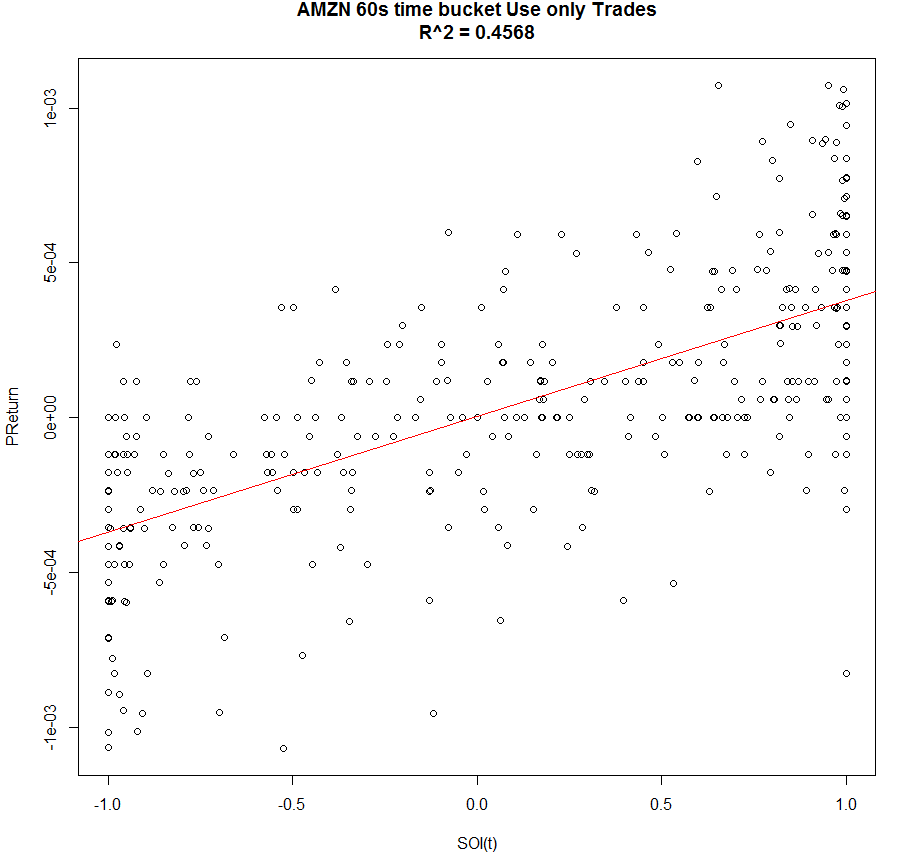 AMZN 60s time bucket Use only Trades
R^2 = 0.4568
1e-03
5e-04
0e+00
-5e-04
-1e-03
PReturn
-1.0
-0.5
0.0
0.5
1.0
SOI(t)